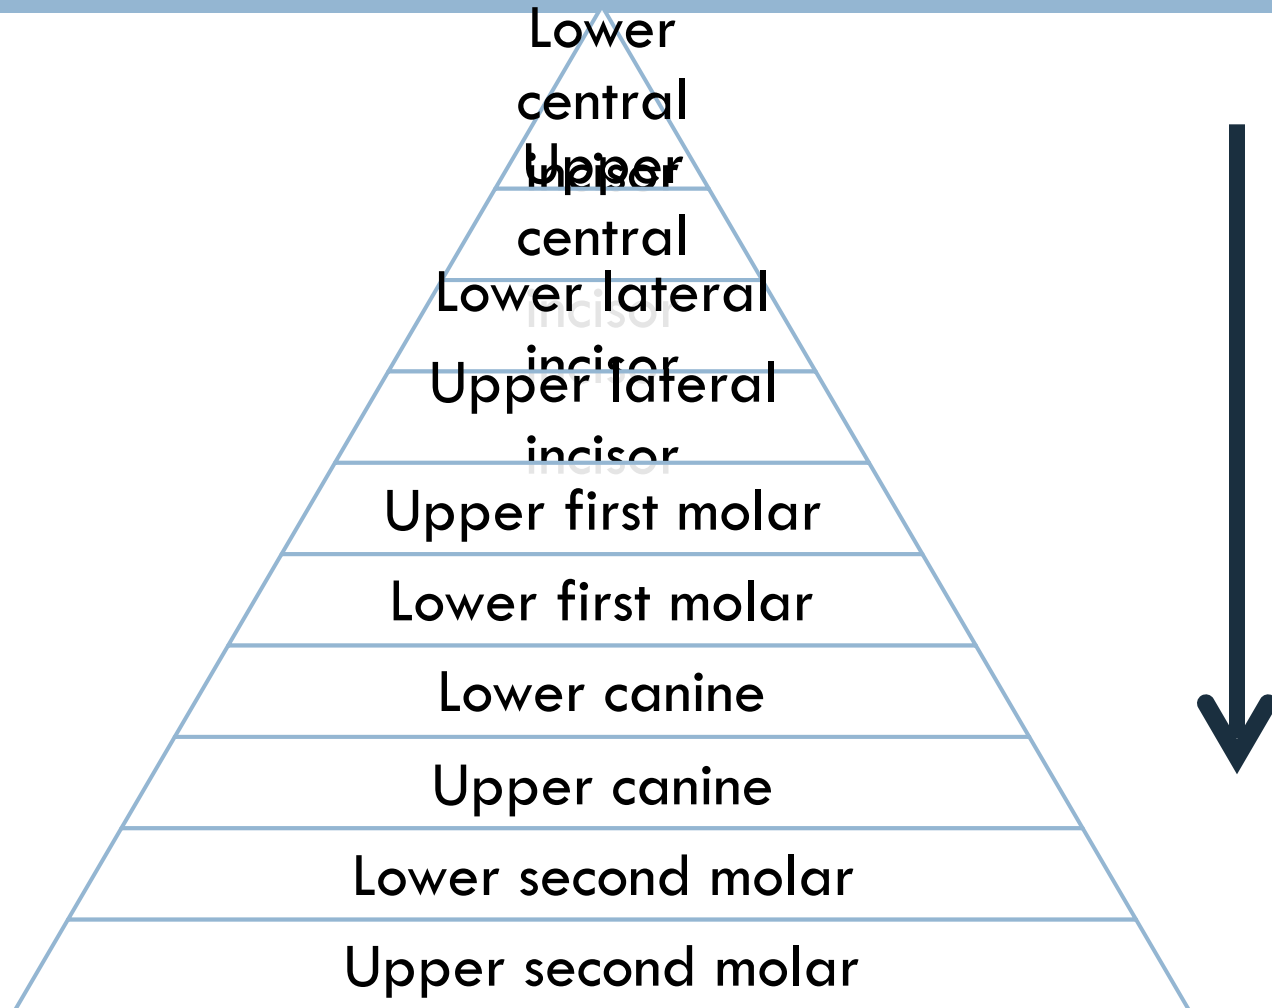 Lower
central
incisor
Upper
central
incisor
Lower lateral
incisor
Upper lateral
incisor
Upper first molar
Lower first molar
Lower canine
Upper canine
Lower second molar
Upper second molar